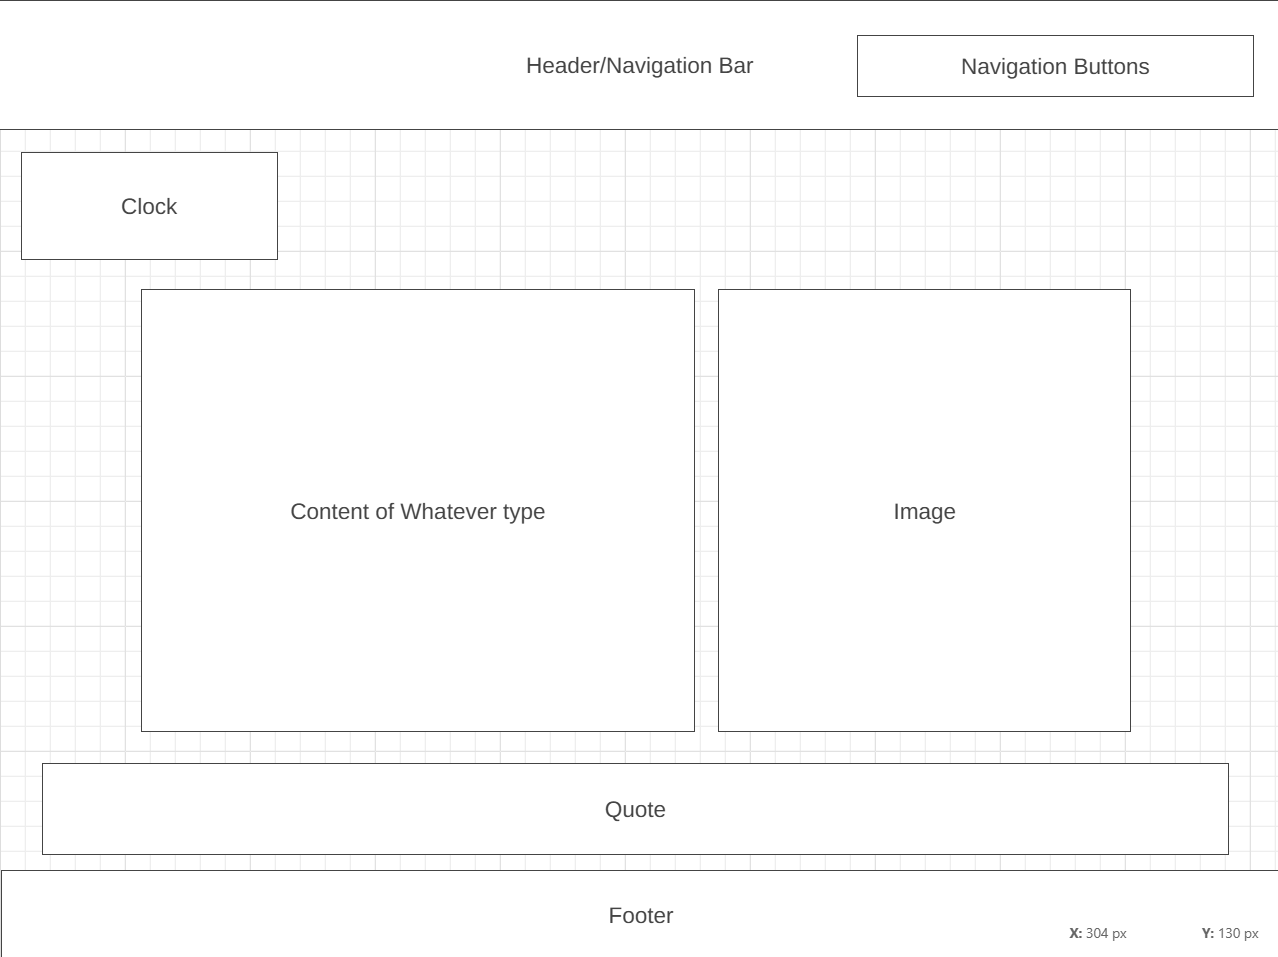 Header/Navigation Bar
Navigation Buttons
Clock
Content of Whatever type
Image
Quote
Footer
X: 304 px
Y: 130 px